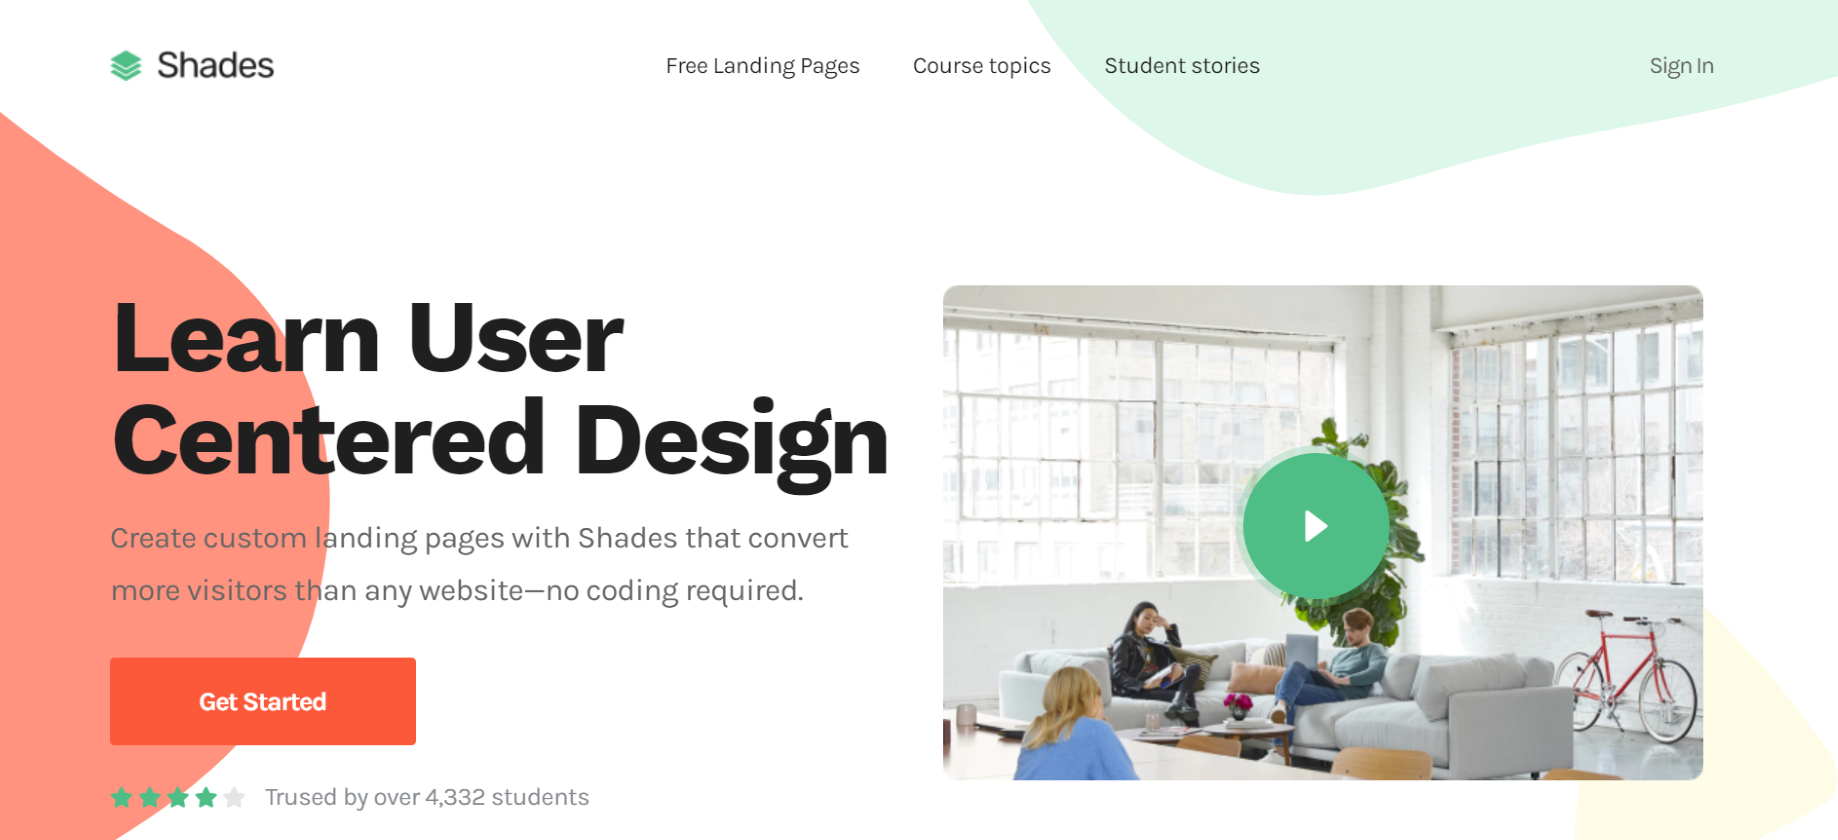 Shades
Free Landing Pages
Course topics
Student stories
Sign In
Learn User
Centered Design
Create custom landing pages with Shades that convert
more visitors than any website—no coding required.
Get Started
Trused by over 4,332 students